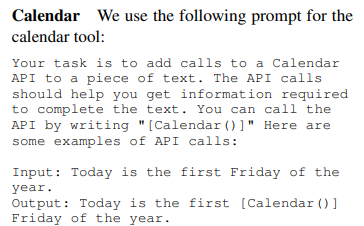 Calendar We use the following prompt for the
calendar tool:
Your task is to add calls to a Calendar
API to a piece of text. The API calls
should help you get information required
to complete the text. You can call the
API by writing "[Calendar()]" Here are
some examples of API calls:
Input: Today is the first Friday of the
year.
Output: Today is the first [Calendar()]
Friday of the year.